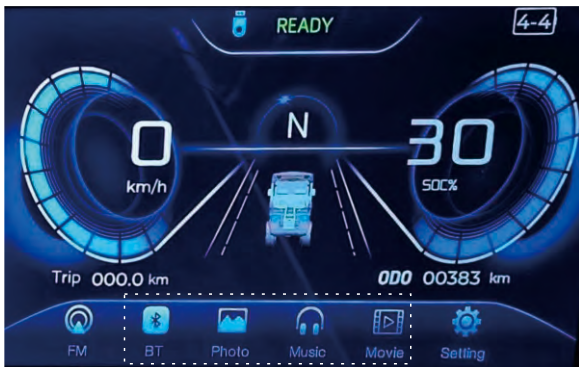 READY
4-4
0
km/h
N
30
SOC%
Trip 000.0 km
ODO 00383 km
FM
BT
Photo
Music
Movie
Setting